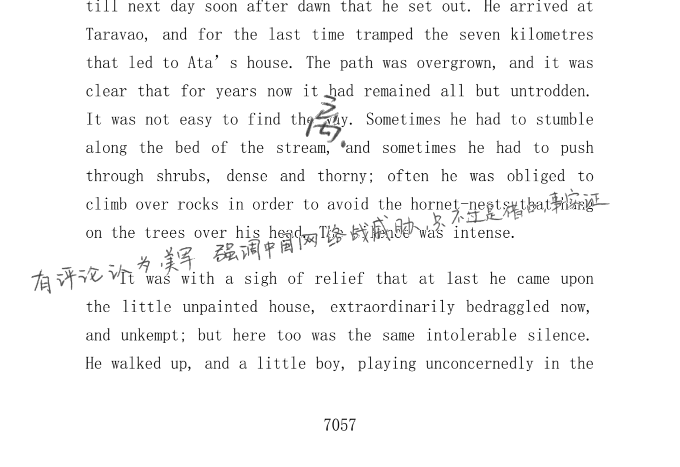 till next day soon after dawn that he set out. He arrived at
Taravao, and for the last time tramped the seven kilometres
that led to Ata’s house. The path was overgrown, and it was
clear that for years now it had remained all but untrodden.
离
It was not easy to find the way. Sometimes he had to stumble
along the bed of the stream, and sometimes he had to push
through shrubs, dense and thorny; often he was obliged to
climb over rocks in order to avoid the hornet-nests that hung
on the trees over his head. The silence was intense.
有评论认为,美军 强调中国网络战威胁,只不过是借口,事实证
It was with a sigh of relief that at last he came upon
the little unpainted house, extraordinarily bedraggled now,
and unkempt; but here too was the same intolerable silence.
He walked up, and a little boy, playing unconcernedly in the
7057